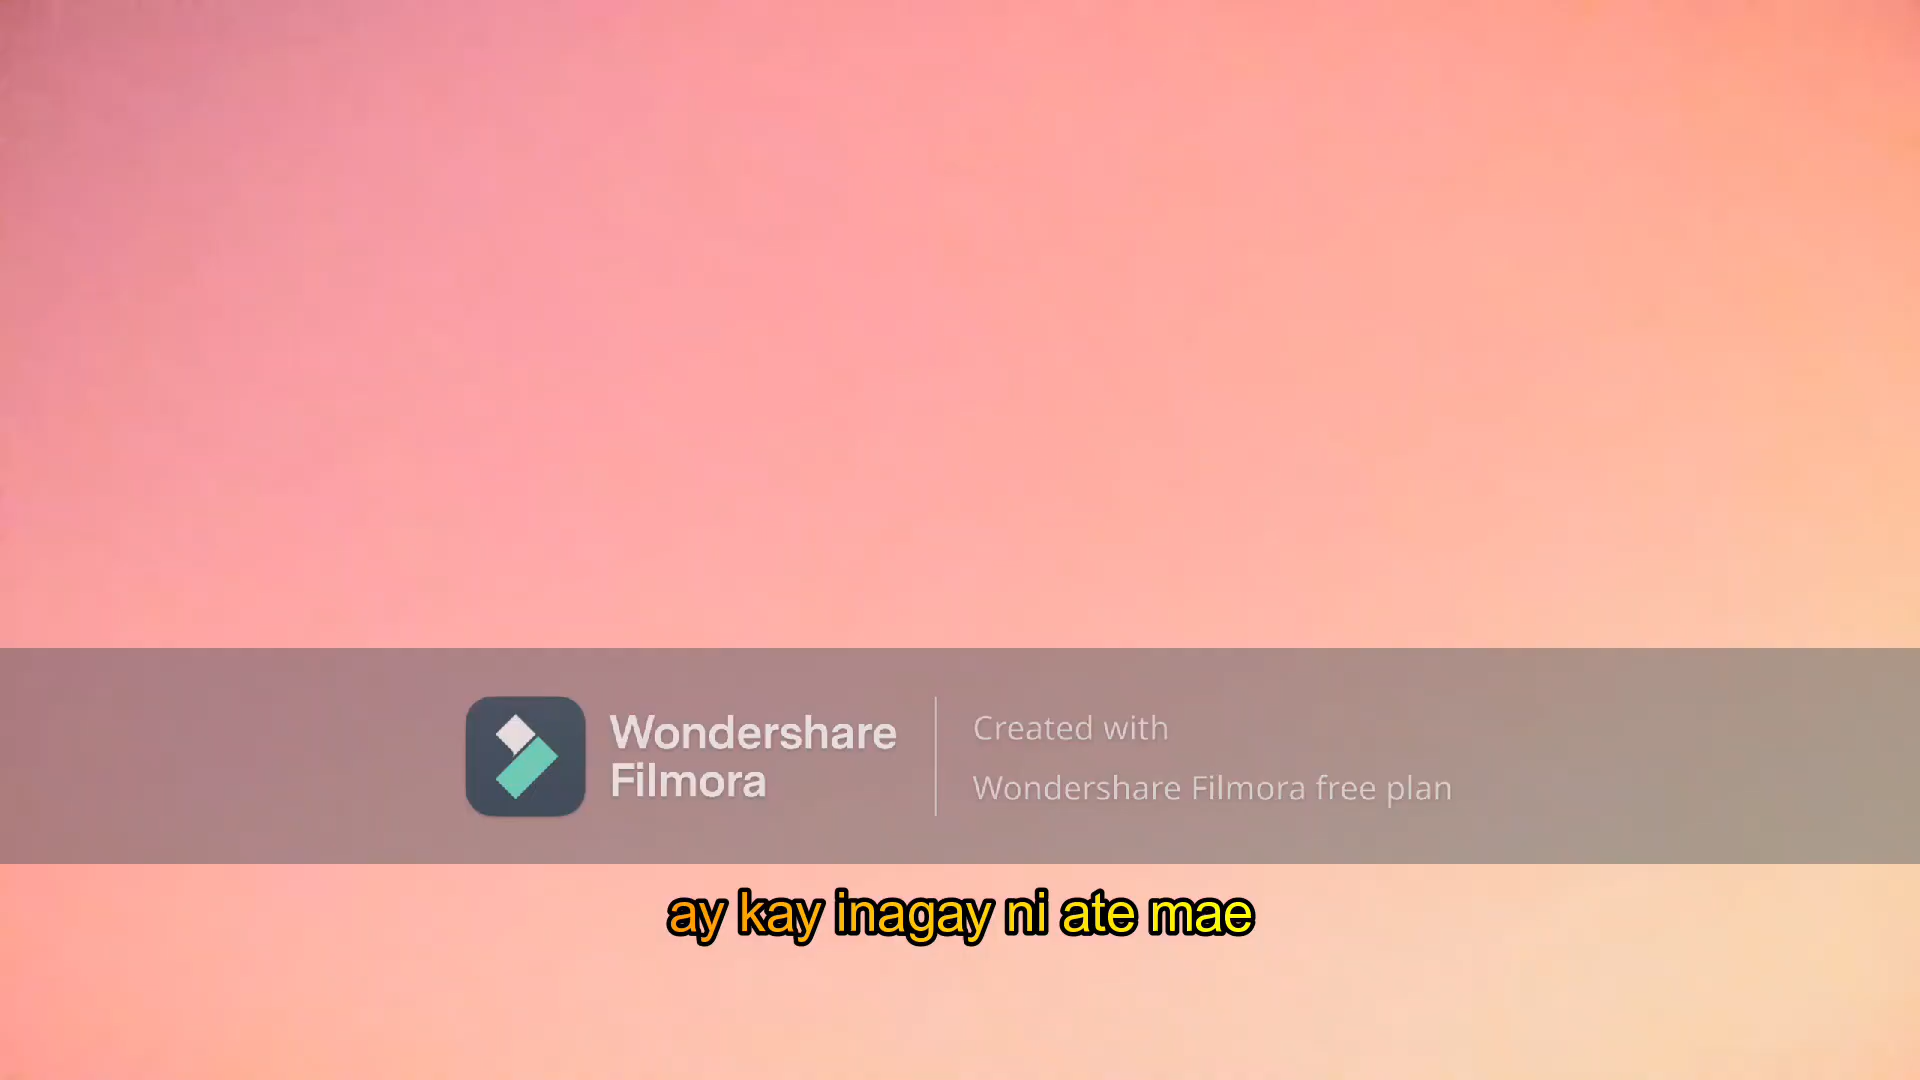 Wondershare
Filmora
Created with
Wondershare Filmora free plan
ay kay inagay ni ate mae